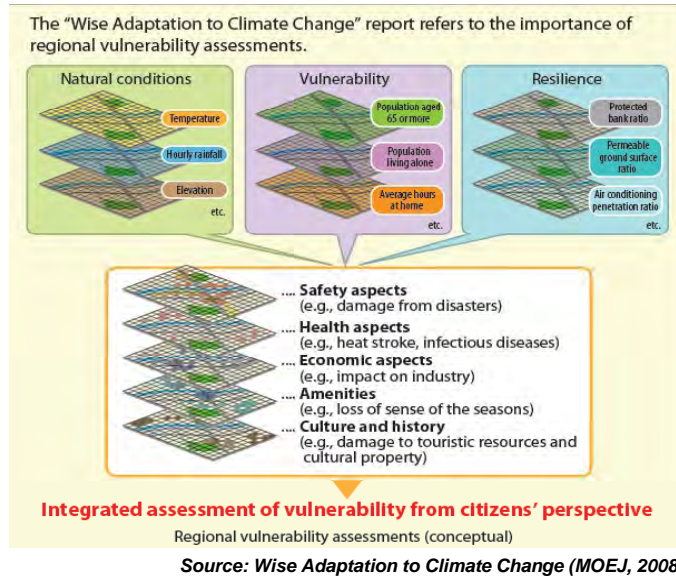 The “Wise Adaptation to Climate Change” report refers to the importance of
regional vulnerability assessments.
Natural conditions
Temperature
Hourly rainfall
Elevation
etc.
Vulnerability
Population aged
65 or more
Population
living alone
Average hours
at home
etc.
Resilience
Protected
bank ratio
Permeable
ground surface
ratio
Air conditioning
penetration ratio
etc.
.... Safety aspects
(e.g., damage from disasters)
.... Health aspects
(e.g., heat stroke, infectious diseases)
.... Economic aspects
(e.g., impact on industry)
.... Amenities
(e.g., loss of sense of the seasons)
.... Culture and history
(e.g., damage to touristic resources and
cultural property)
Integrated assessment of vulnerability from citizens’ perspective
Regional vulnerability assessments (conceptual)
Source: Wise Adaptation to Climate Change (MOEJ, 2008